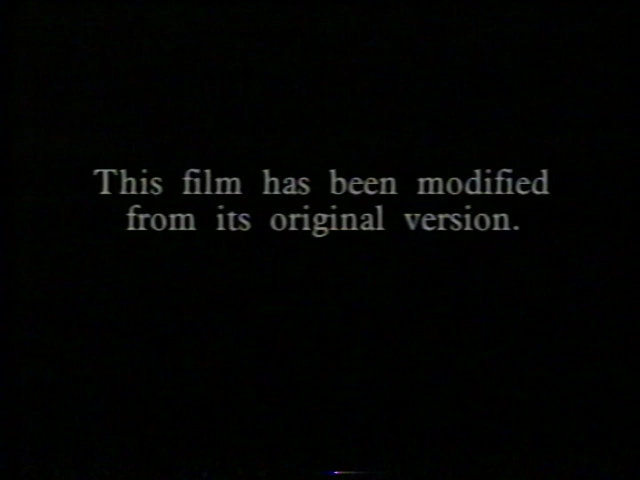 This film has been modified
from its original version.